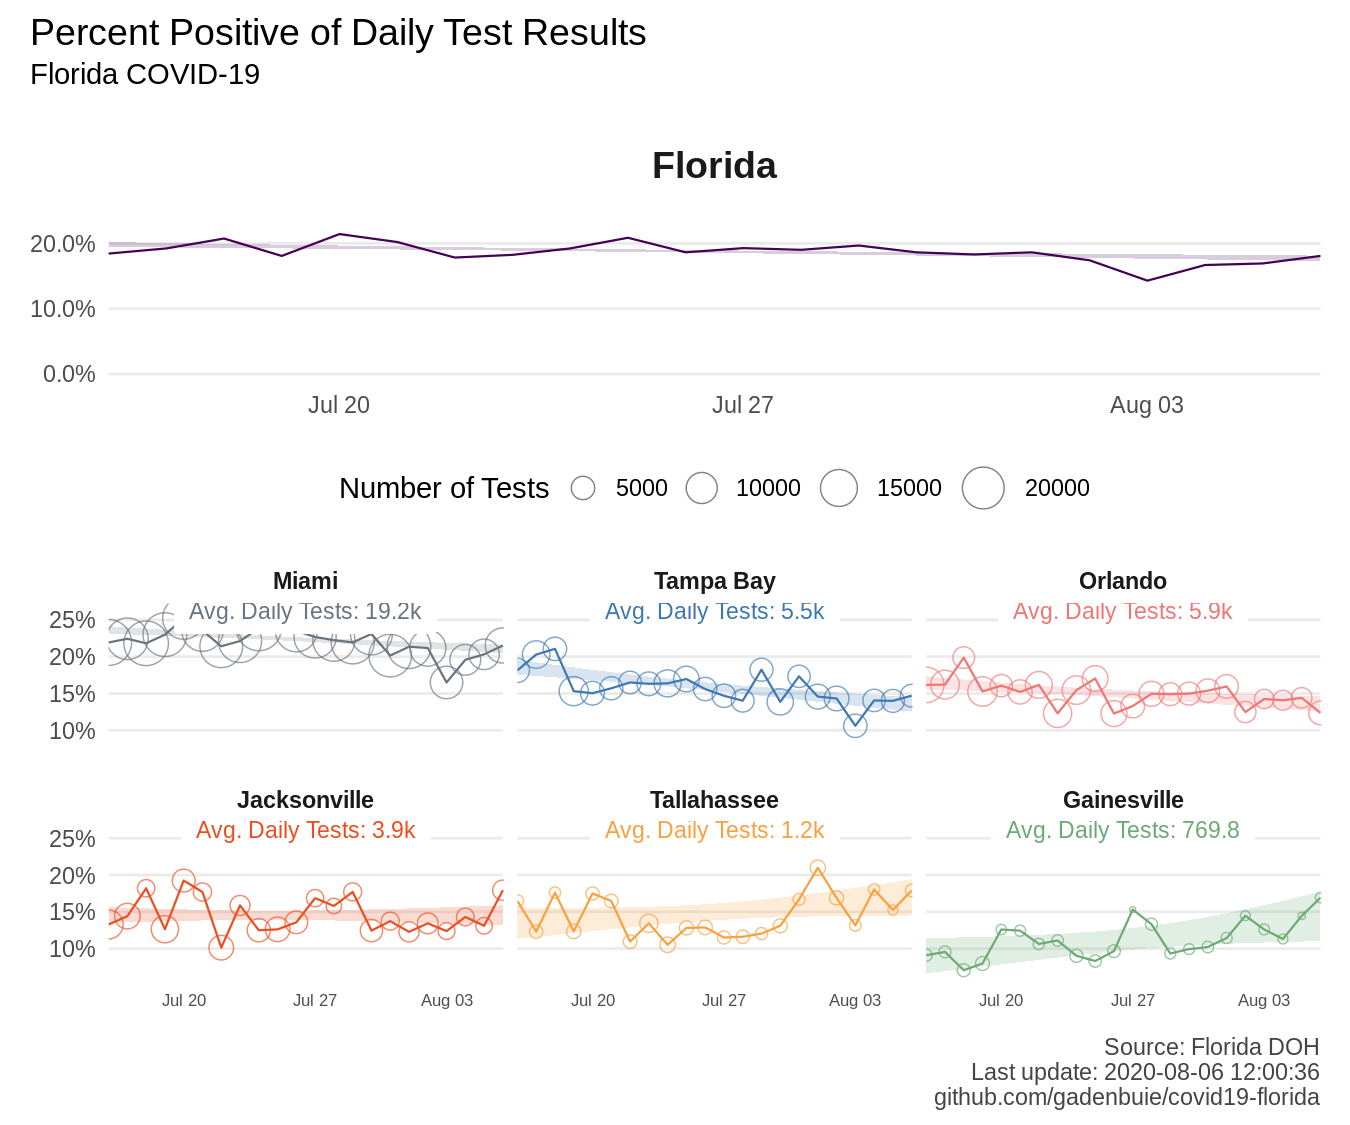 Percent Positive of Daily Test Results
Florida COVID-19
Florida
20.0%
10.0%
0.0%
Jul 20 Jul 27 Aug 03
Number of Tests 5000 10000 15000 20000
Miami Tampa Bay Orlando
Avg. Daily Tests: 19.2k Avg. Daily Tests: 5.5k Avg. Daily Tests: 5.9k
25%
20%
15%
10%
Jacksonville Tallahassee Gainesville
Avg. Daily Tests: 3.9k Avg. Daily Tests: 1.2k Avg. Daily Tests: 769.8
25%
20%
15%
10%
Jul 20 Jul 27 Aug 03 Jul 20 Jul 27 Aug 03 Jul 20 Jul 27 Aug 03
Source: Florida DOH
Last update: 2020-08-06 12:00:36
github.com/gadenbuie/covid19-florida